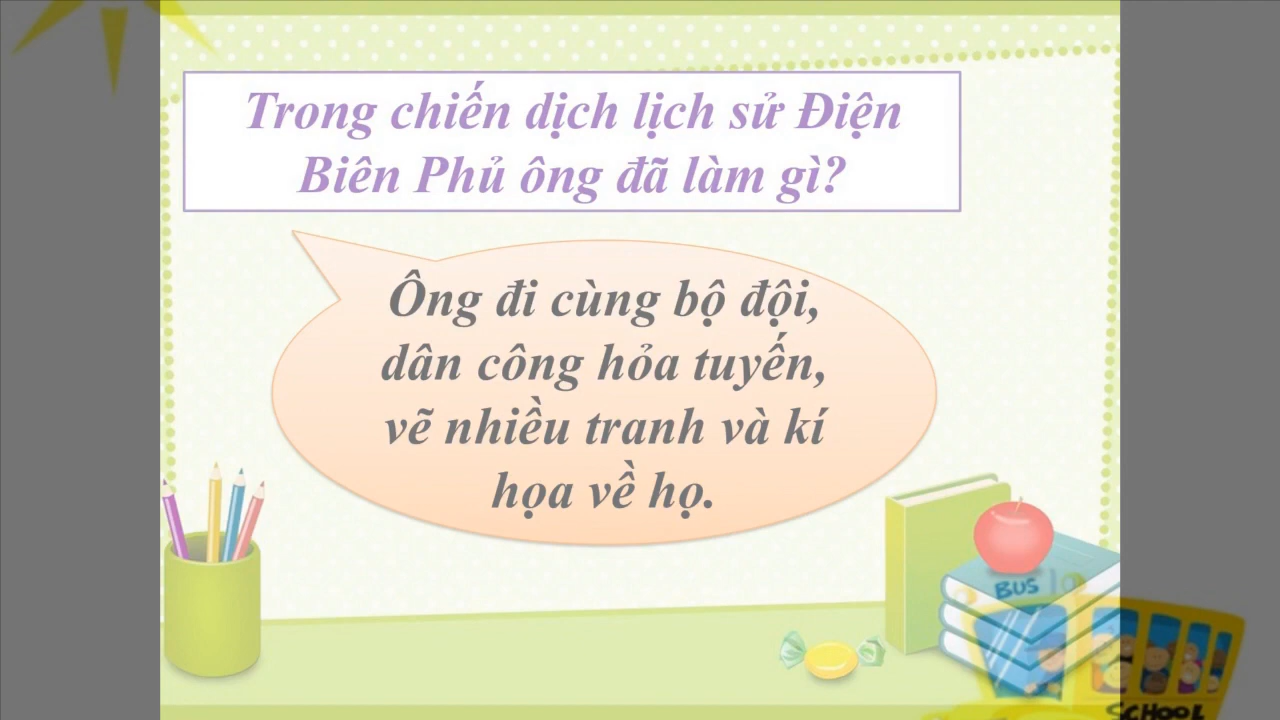 Trong chiến dịch lịch sử Điện
Biên Phủ ông đã làm gì?
Ông đi cùng bộ đội,
dân công hỏa tuyến,
vẽ nhiều tranh và kí
họa về họ.
BUS
SCHOOL